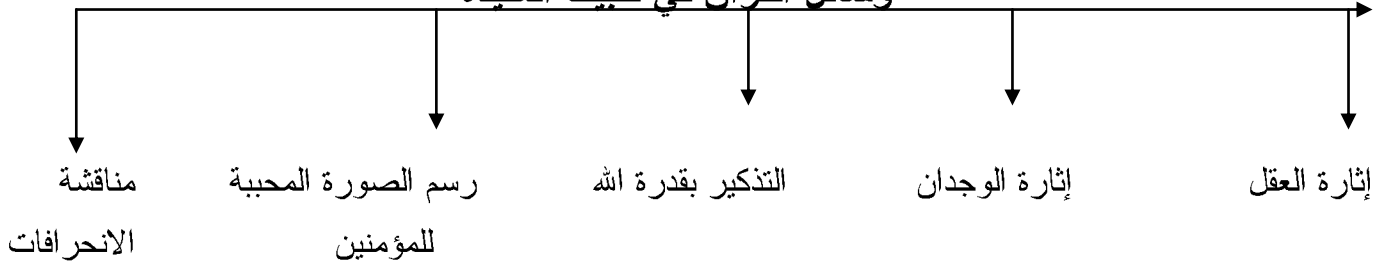 إثارة العقل
إثارة الوجدان
التذكير بقدرة الله
رسم الصورة المحببة
للمؤمنين
مناقشة
الانحرافات